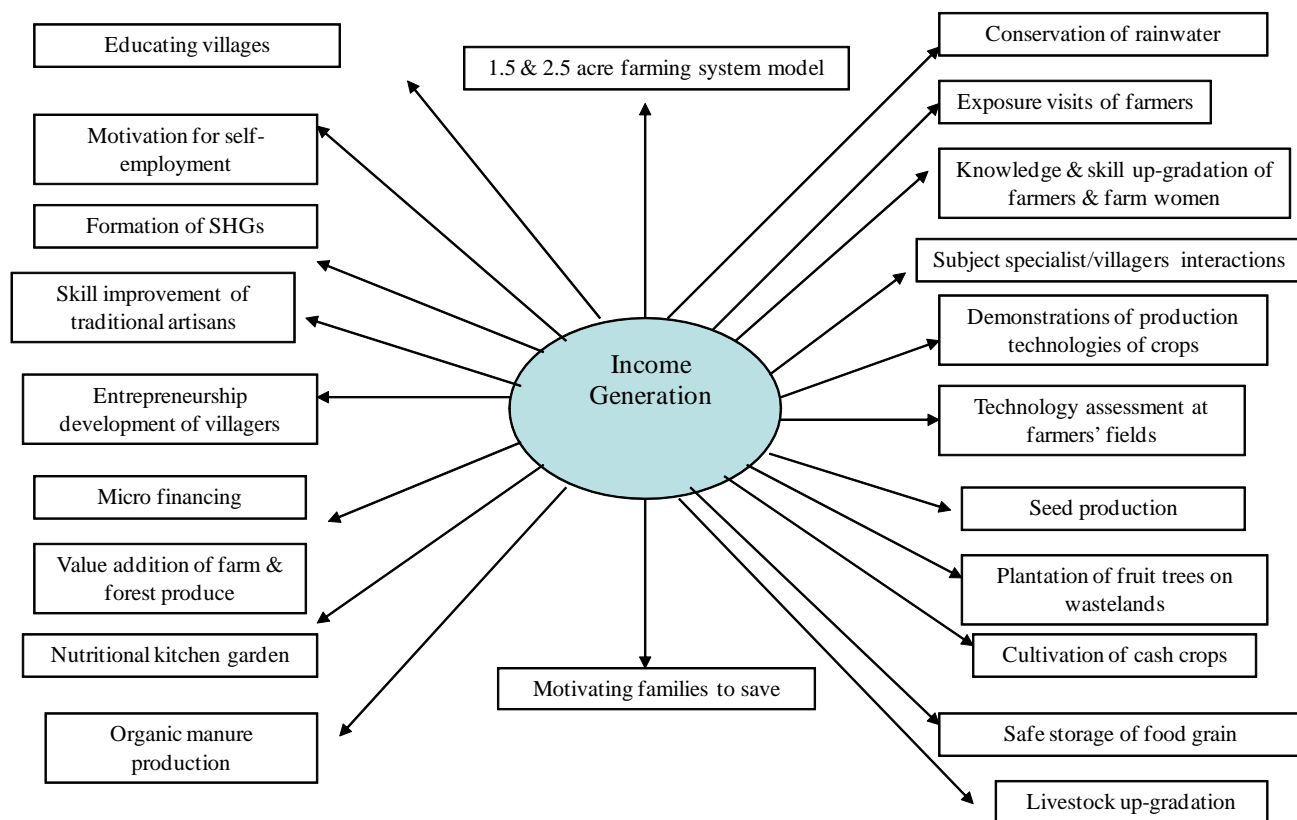 Educating villages
1.5 & 2.5 acre farming system model
Conservation of rainwater
Exposure visits of farmers
Motivation for self-
employment
Knowledge & skill up-gradation of
farmers & farm women
Formation of SHGs
Subject specialist/villagers interactions
Skill improvement of
traditional artisans
Demonstrations of production
technologies of crops
Income
Generation
Entrepreneurship
development of villagers
Technology assessment at
farmers' fields
Micro financing
Seed production
Value addition of farm &
forest produce
Plantation of fruit trees on
wastelands
Nutritional kitchen garden
Cultivation of cash crops
Motivating families to save
Organic manure
production
Safe storage of food grain
Livestock up-gradation